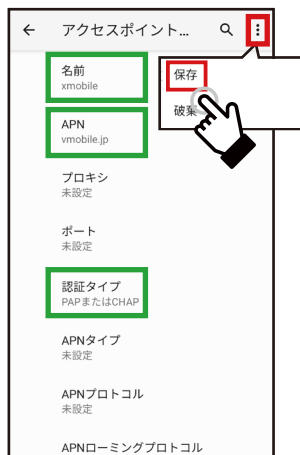 アクセスポイント...
名前
xmobile
保存
破棄
APN
vmobile.jp
プロキシ
未設定
ポート
未設定
認証タイプ
PAPまたはCHAP
APNタイプ
未設定
APNプロトコル
未設定
APNローミングプロトコル